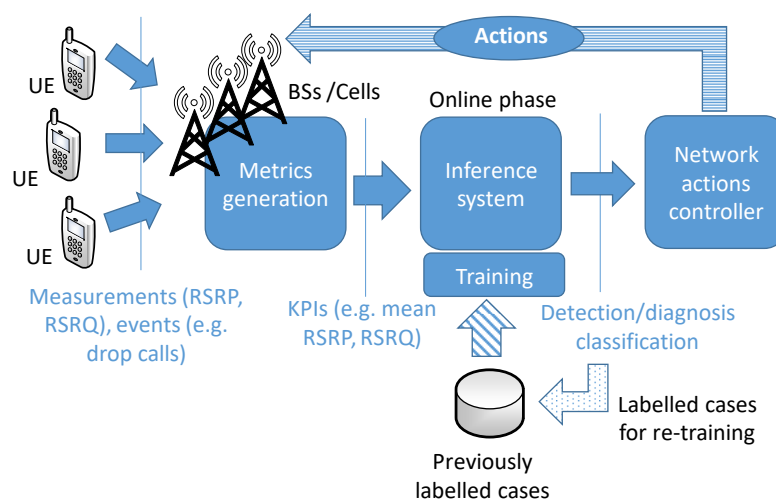 Actions
UE
BSs /Cells
Online phase
UE
Metrics
generation
Inference
system
Network
actions
controller
UE
Training
Measurements (RSRP,
RSRQ), events (e.g.
drop calls)
KPIs (e.g. mean
RSRP, RSRQ)
Detection/diagnosis
classification
Labelled cases
for re-training
Previously
labelled cases